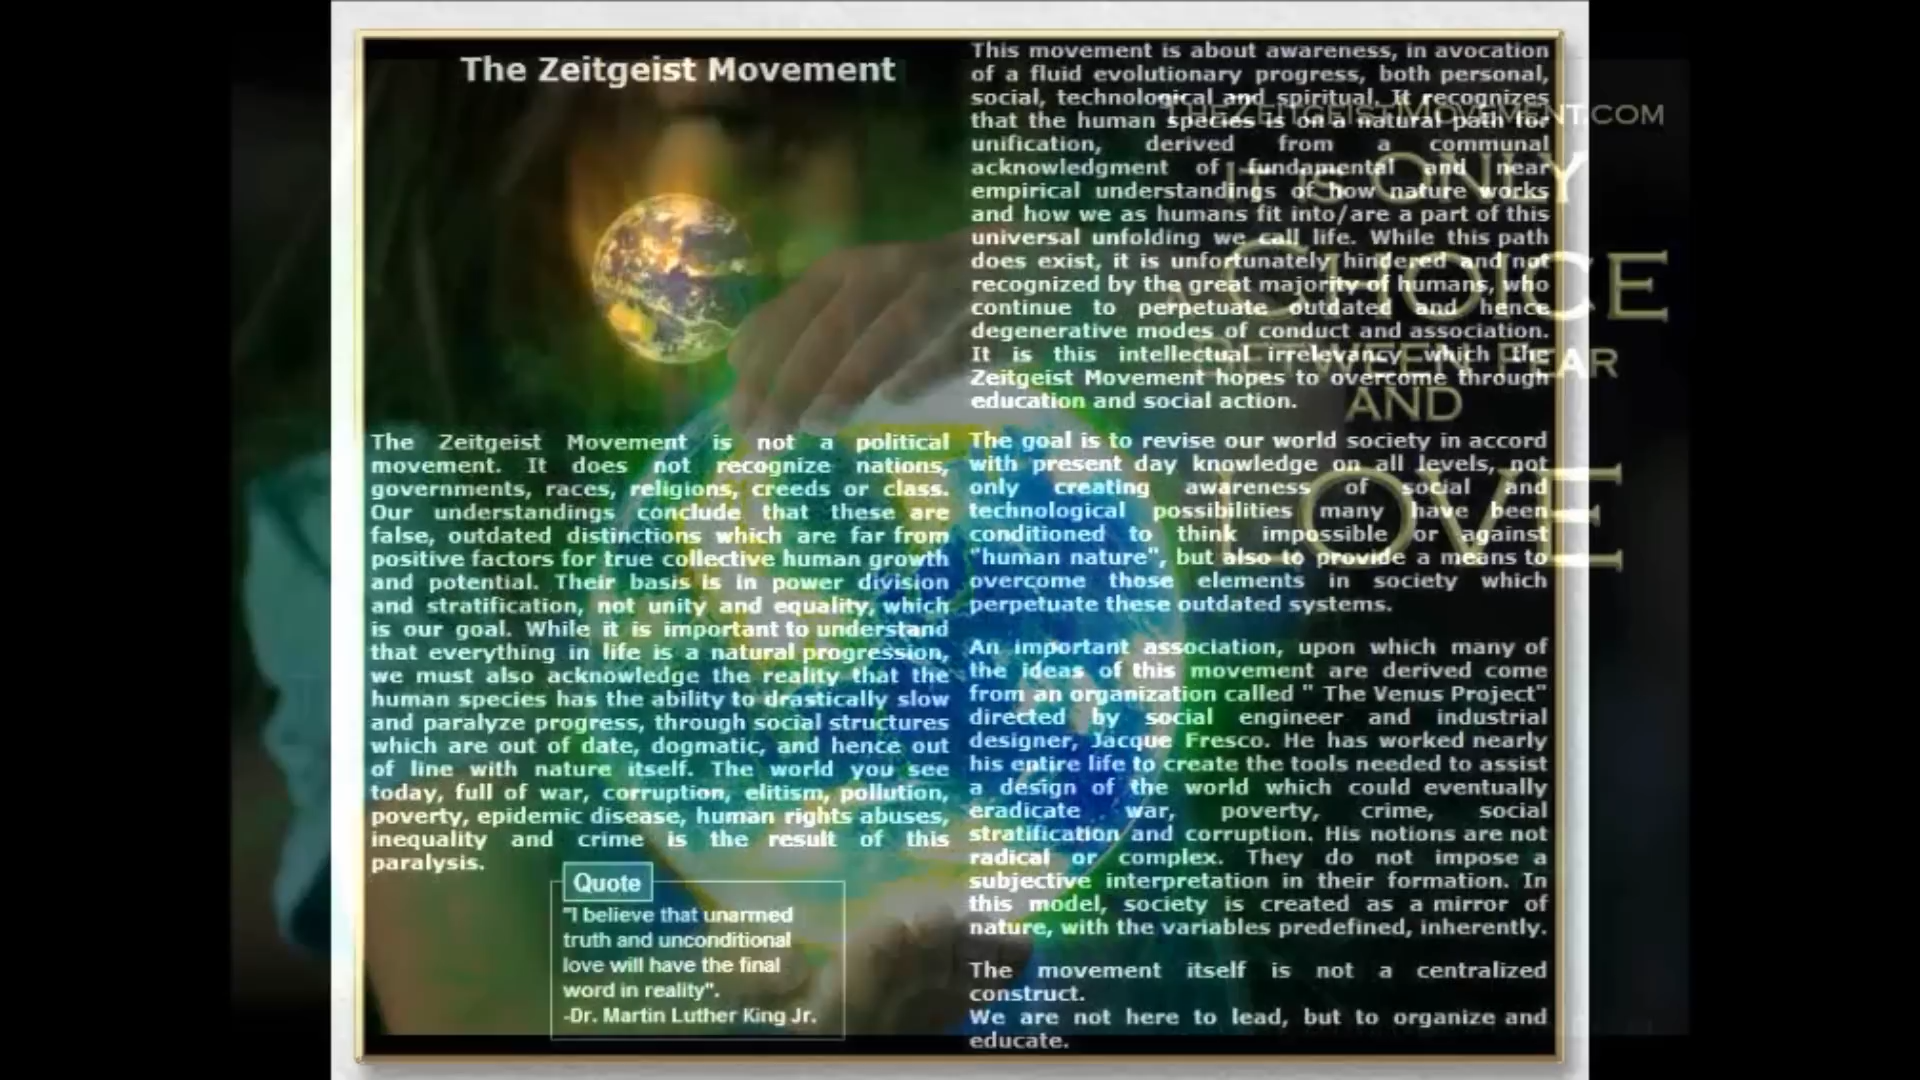 The Zeitgeist Movement
The Zeitgeist Movement is not a political
movement. It does not recognize nations,
governments, races, religions, creeds or class.
Our understandings conclude that these are
false, outdated distinctions which are far from
positive factors for true collective human growth
and potential. Their basis is in power division
and stratification, not unity and equality, which
is our goal. While it is important to understand
that everything in life is a natural progression,
we must also acknowledge the reality that the
human species has the ability to drastically slow
and paralyze progress, through social structures
which are out of date, dogmatic, and hence out
of line with nature itself. The world you see
today, full of war, corruption, elitism, pollution,
poverty, epidemic disease, human rights abuses,
inequality and crime is the result of this
paralysis.
Quote
"I believe that unarmed
truth and unconditional
love will have the final
word in reality".
-Dr. Martin Luther King Jr.
This movement is about awareness, in avocation
of a fluid evolutionary progress, both personal,
social, technological and spiritual. It recognizes
that the human species is on a natural path for
unification, derived from a communal
acknowledgment of fundamental and near
empirical understandings of how nature works
and how we as humans fit into/are a part of this
universal unfolding we call life. While this path
does exist, it is unfortunately hindered and not
recognized by the great majority of humans, who
continue to perpetuate outdated and hence
degenerative modes of conduct and association.
It is this intellectual irrelevancy which the
Zeitgeist Movement hopes to overcome through
education and social action.
The goal is to revise our world society in accord
with present day knowledge on all levels, not
only creating awareness of social and
technological possibilities many have been
conditioned to think impossible or against
"human nature", but also to provide a means to
overcome those elements in society which
perpetuate these outdated systems.
An important association, upon which many of
the ideas of this movement are derived come
from an organization called " The Venus Project"
directed by social engineer and industrial
designer, Jacque Fresco. He has worked nearly
his entire life to create the tools needed to assist
a design of the world which could eventually
eradicate war, poverty, crime, social
stratification and corruption. His notions are not
radical or complex. They do not impose a
subjective interpretation in their formation. In
this model, society is created as a mirror of
nature, with the variables predefined, inherently.
The movement itself is not a centralized
construct.
We are not here to lead, but to organize and
educate.
THEZEITGEISTMOVEMENT.COM
IT IS ONLY
A CHOICE
BETWEEN FEAR
AND
LOVE